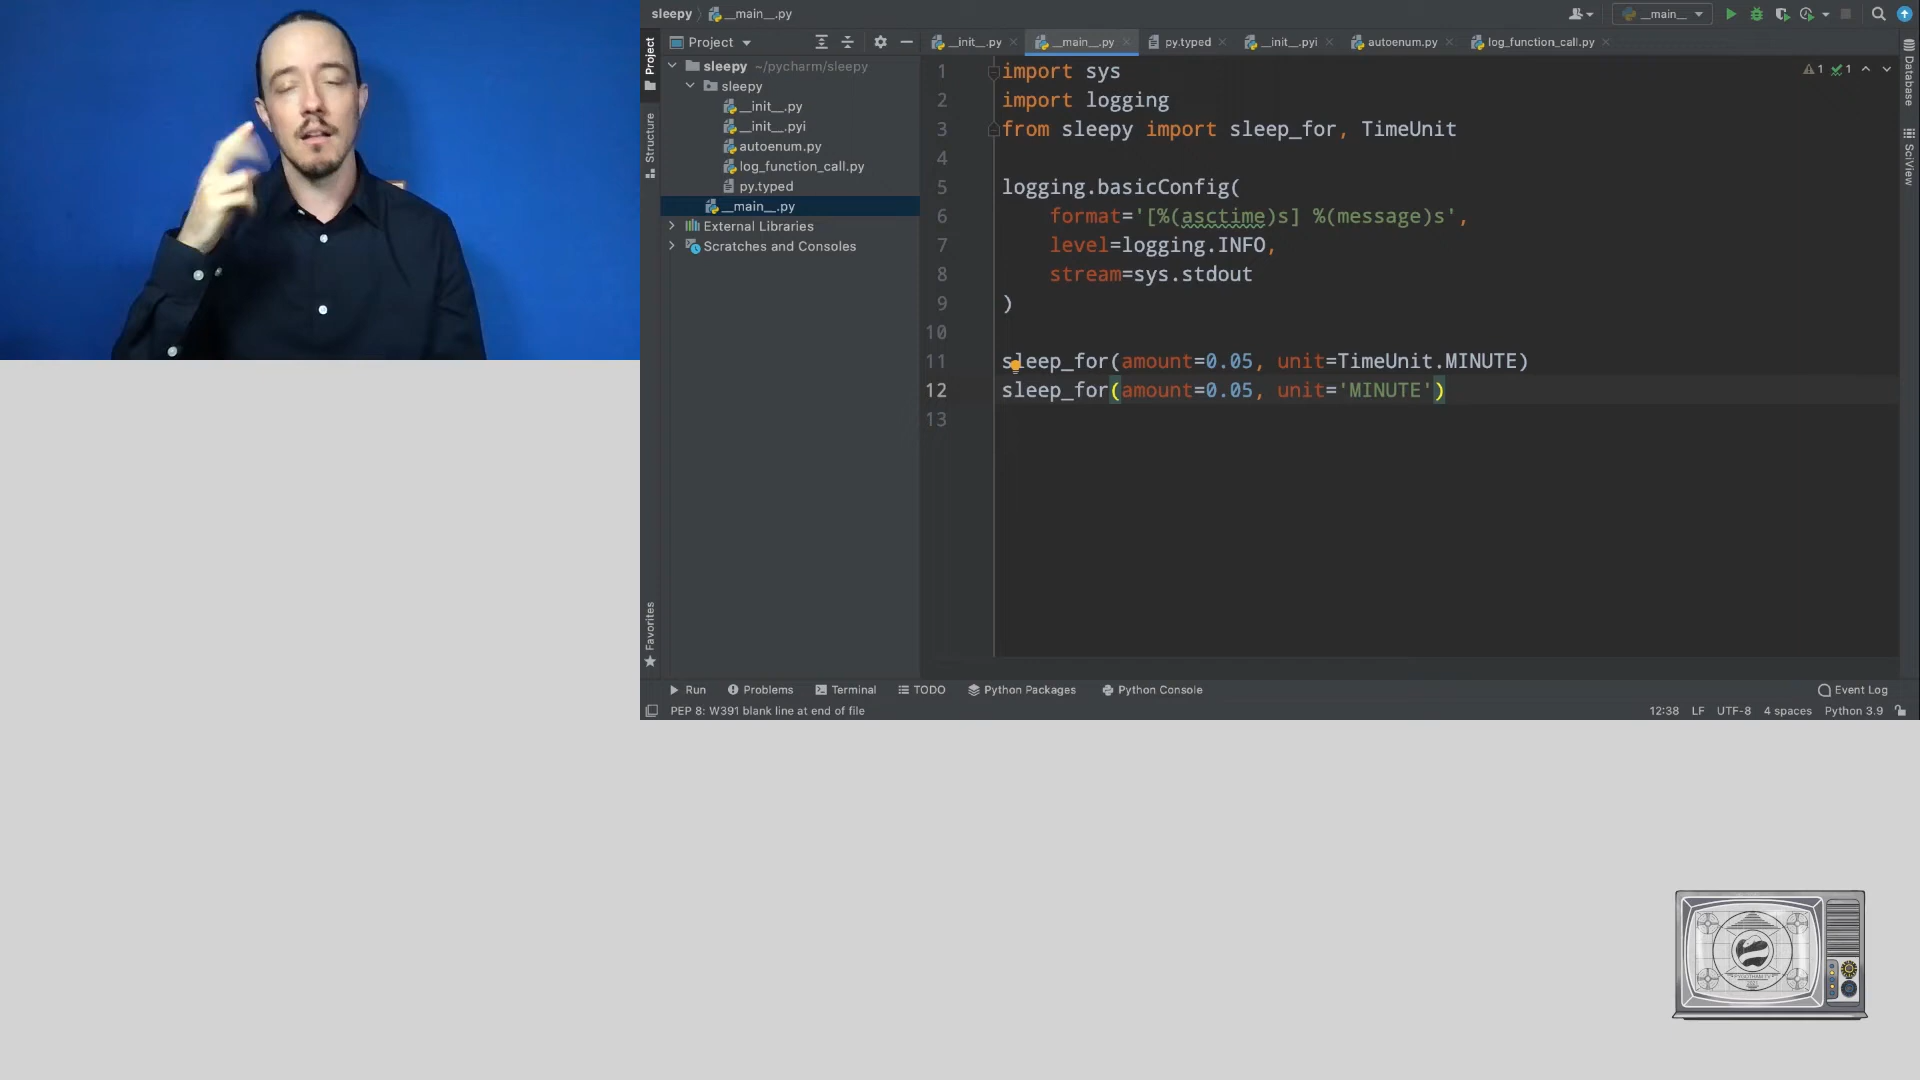 sleepy __main__.py
__main__
Project
__init__.py
__main__.py
py.typed
__init__.pyi
autoenum.py
log_function_call.py
Project
Structure
Favorites
sleepy ~/pycharm/sleepy
sleepy
__init__.py
__init__.pyi
autoenum.py
log_function_call.py
py.typed
__main__.py
External Libraries
Scratches and Consoles
1 import sys
2 import logging
3 from sleepy import sleep_for, TimeUnit
4
5 logging.basicConfig(
6 format='[%(asctime)s] %(message)s',
7 level=logging.INFO,
8 stream=sys.stdout
9 )
10
11 sleep_for(amount=0.05, unit=TimeUnit.MINUTE)
12 sleep_for(amount=0.05, unit='MINUTE')
13
1 1
Database
SciView
Run Problems Terminal TODO Python Packages Python Console Event Log
PEP 8: W391 blank line at end of file 12:38 LF UTF-8 4 spaces Python 3.9